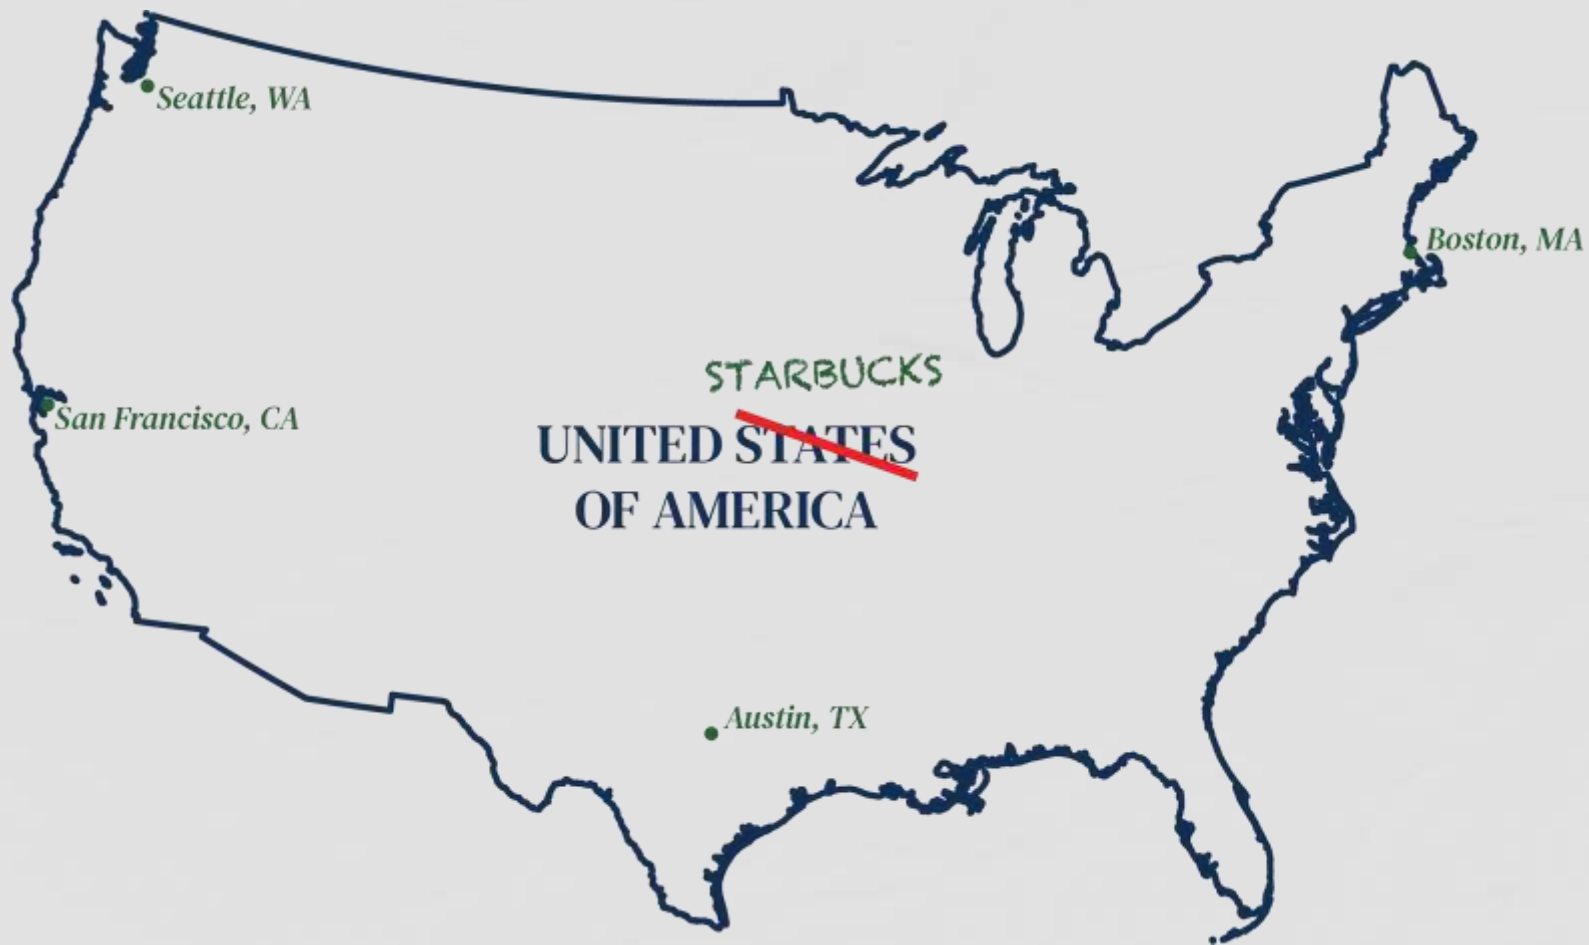 Seattle, WA
Boston, MA
STARBUCKS
San Francisco, CA
UNITED STATES
OF AMERICA
Austin, TX